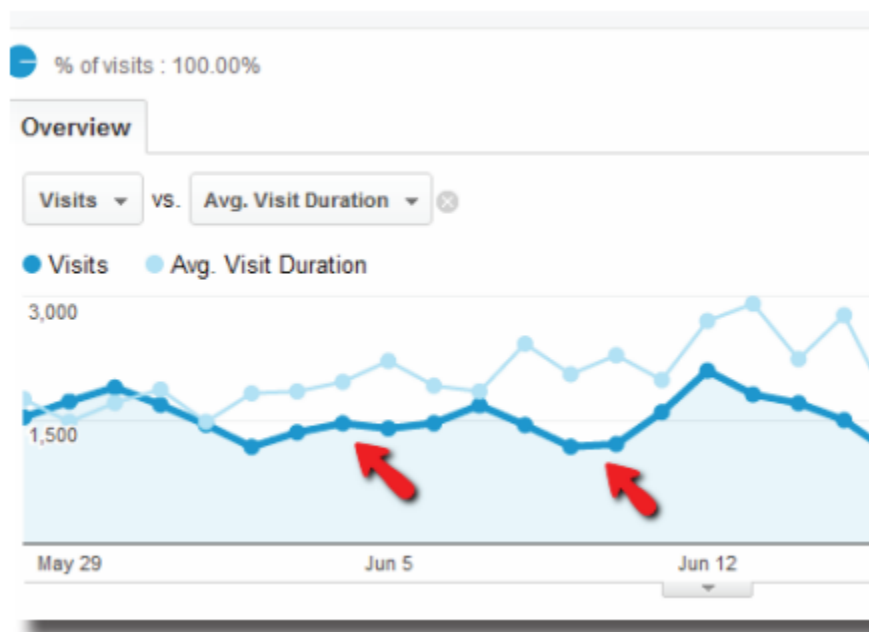 % of visits : 100.00%
Overview
Visits vs. Avg. Visit Duration
Visits Avg. Visit Duration
3,000
1,500
May 29 Jun 5 Jun 12